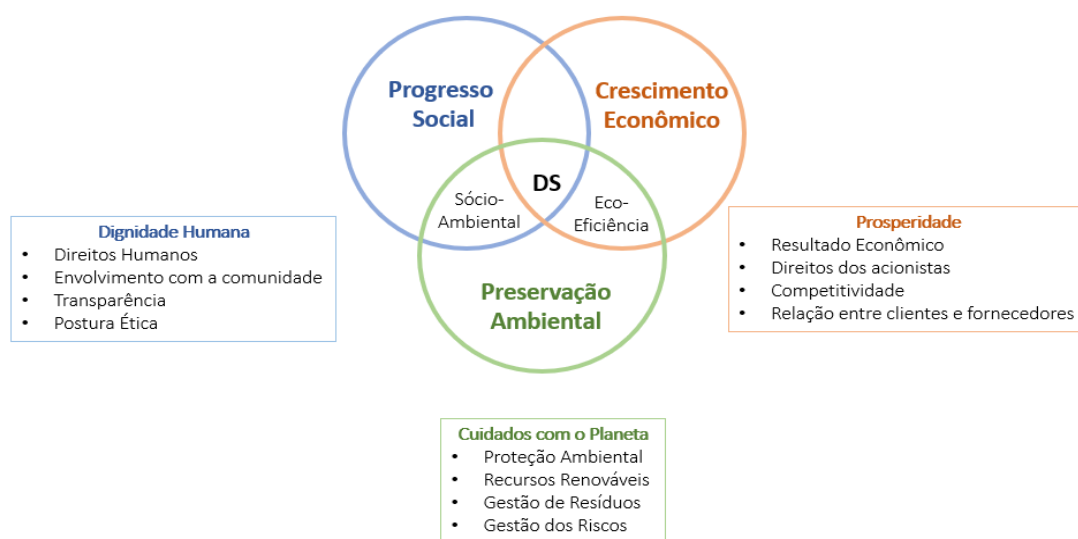 Progresso
Social
Crescimento
Econômico
DS
Sócio-
Ambiental
Eco-
Eficiência
Preservação
Ambiental
Dignidade Humana
• Direitos Humanos
• Envolvimento com a comunidade
• Transparência
• Postura Ética
Prosperidade
• Resultado Econômico
• Direitos dos acionistas
• Competitividade
• Relação entre clientes e fornecedores
Cuidados com o Planeta
• Proteção Ambiental
• Recursos Renováveis
• Gestão de Resíduos
• Gestão dos Riscos